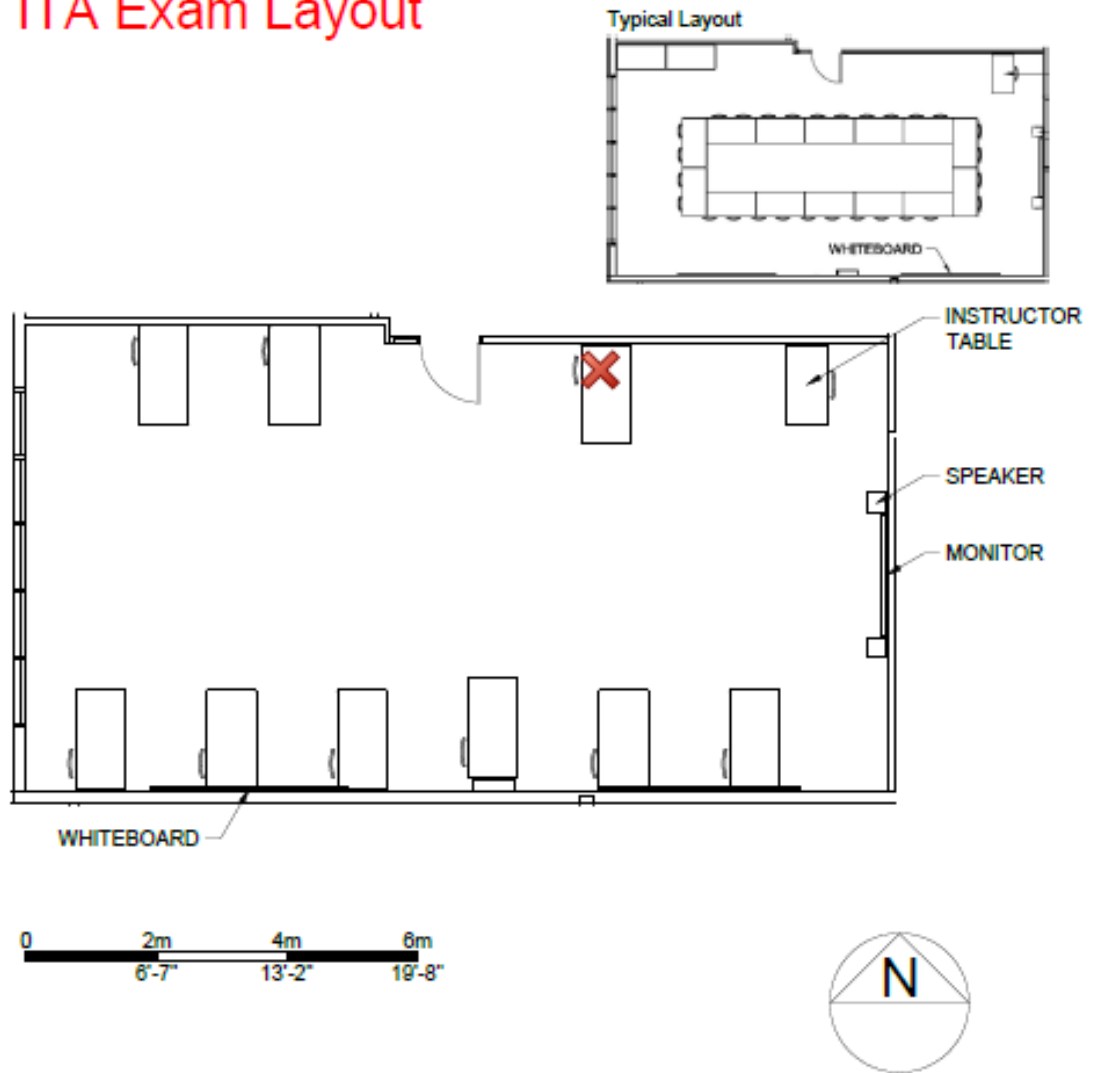 ITA Exam Layout
Typical Layout
WHITEBOARD
INSTRUCTOR
TABLE
SPEAKER
MONITOR
WHITEBOARD
0 2m 4m 6m
6'-7" 13'-2" 19'-8"
N